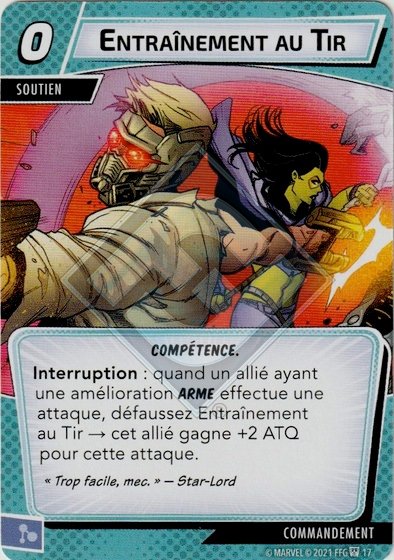 0
ENTRAÎNEMENT AU TIR
SOUTIEN
COMPÉTENCE.
Interruption : quand un allié ayant
une amélioration ARME effectue une
attaque, défaussez Entraînement
au Tir → cet allié gagne +2 ATQ
pour cette attaque.
« Trop facile, mec. » – Star-Lord
COMMANDEMENT
© MARVEL © 2021 FFG 17